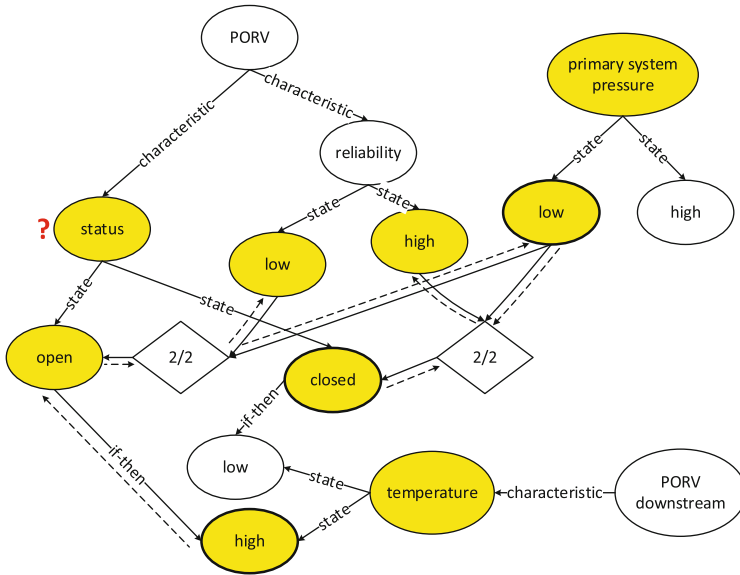 PORV
characteristic
characteristic
primary system
pressure
reliability
state
state
state
state
?
status
low
high
low
high
state
state
open
2/2
closed
2/2
if-then
if-then
low
state
temperature
characteristic
PORV
downstream
state
high